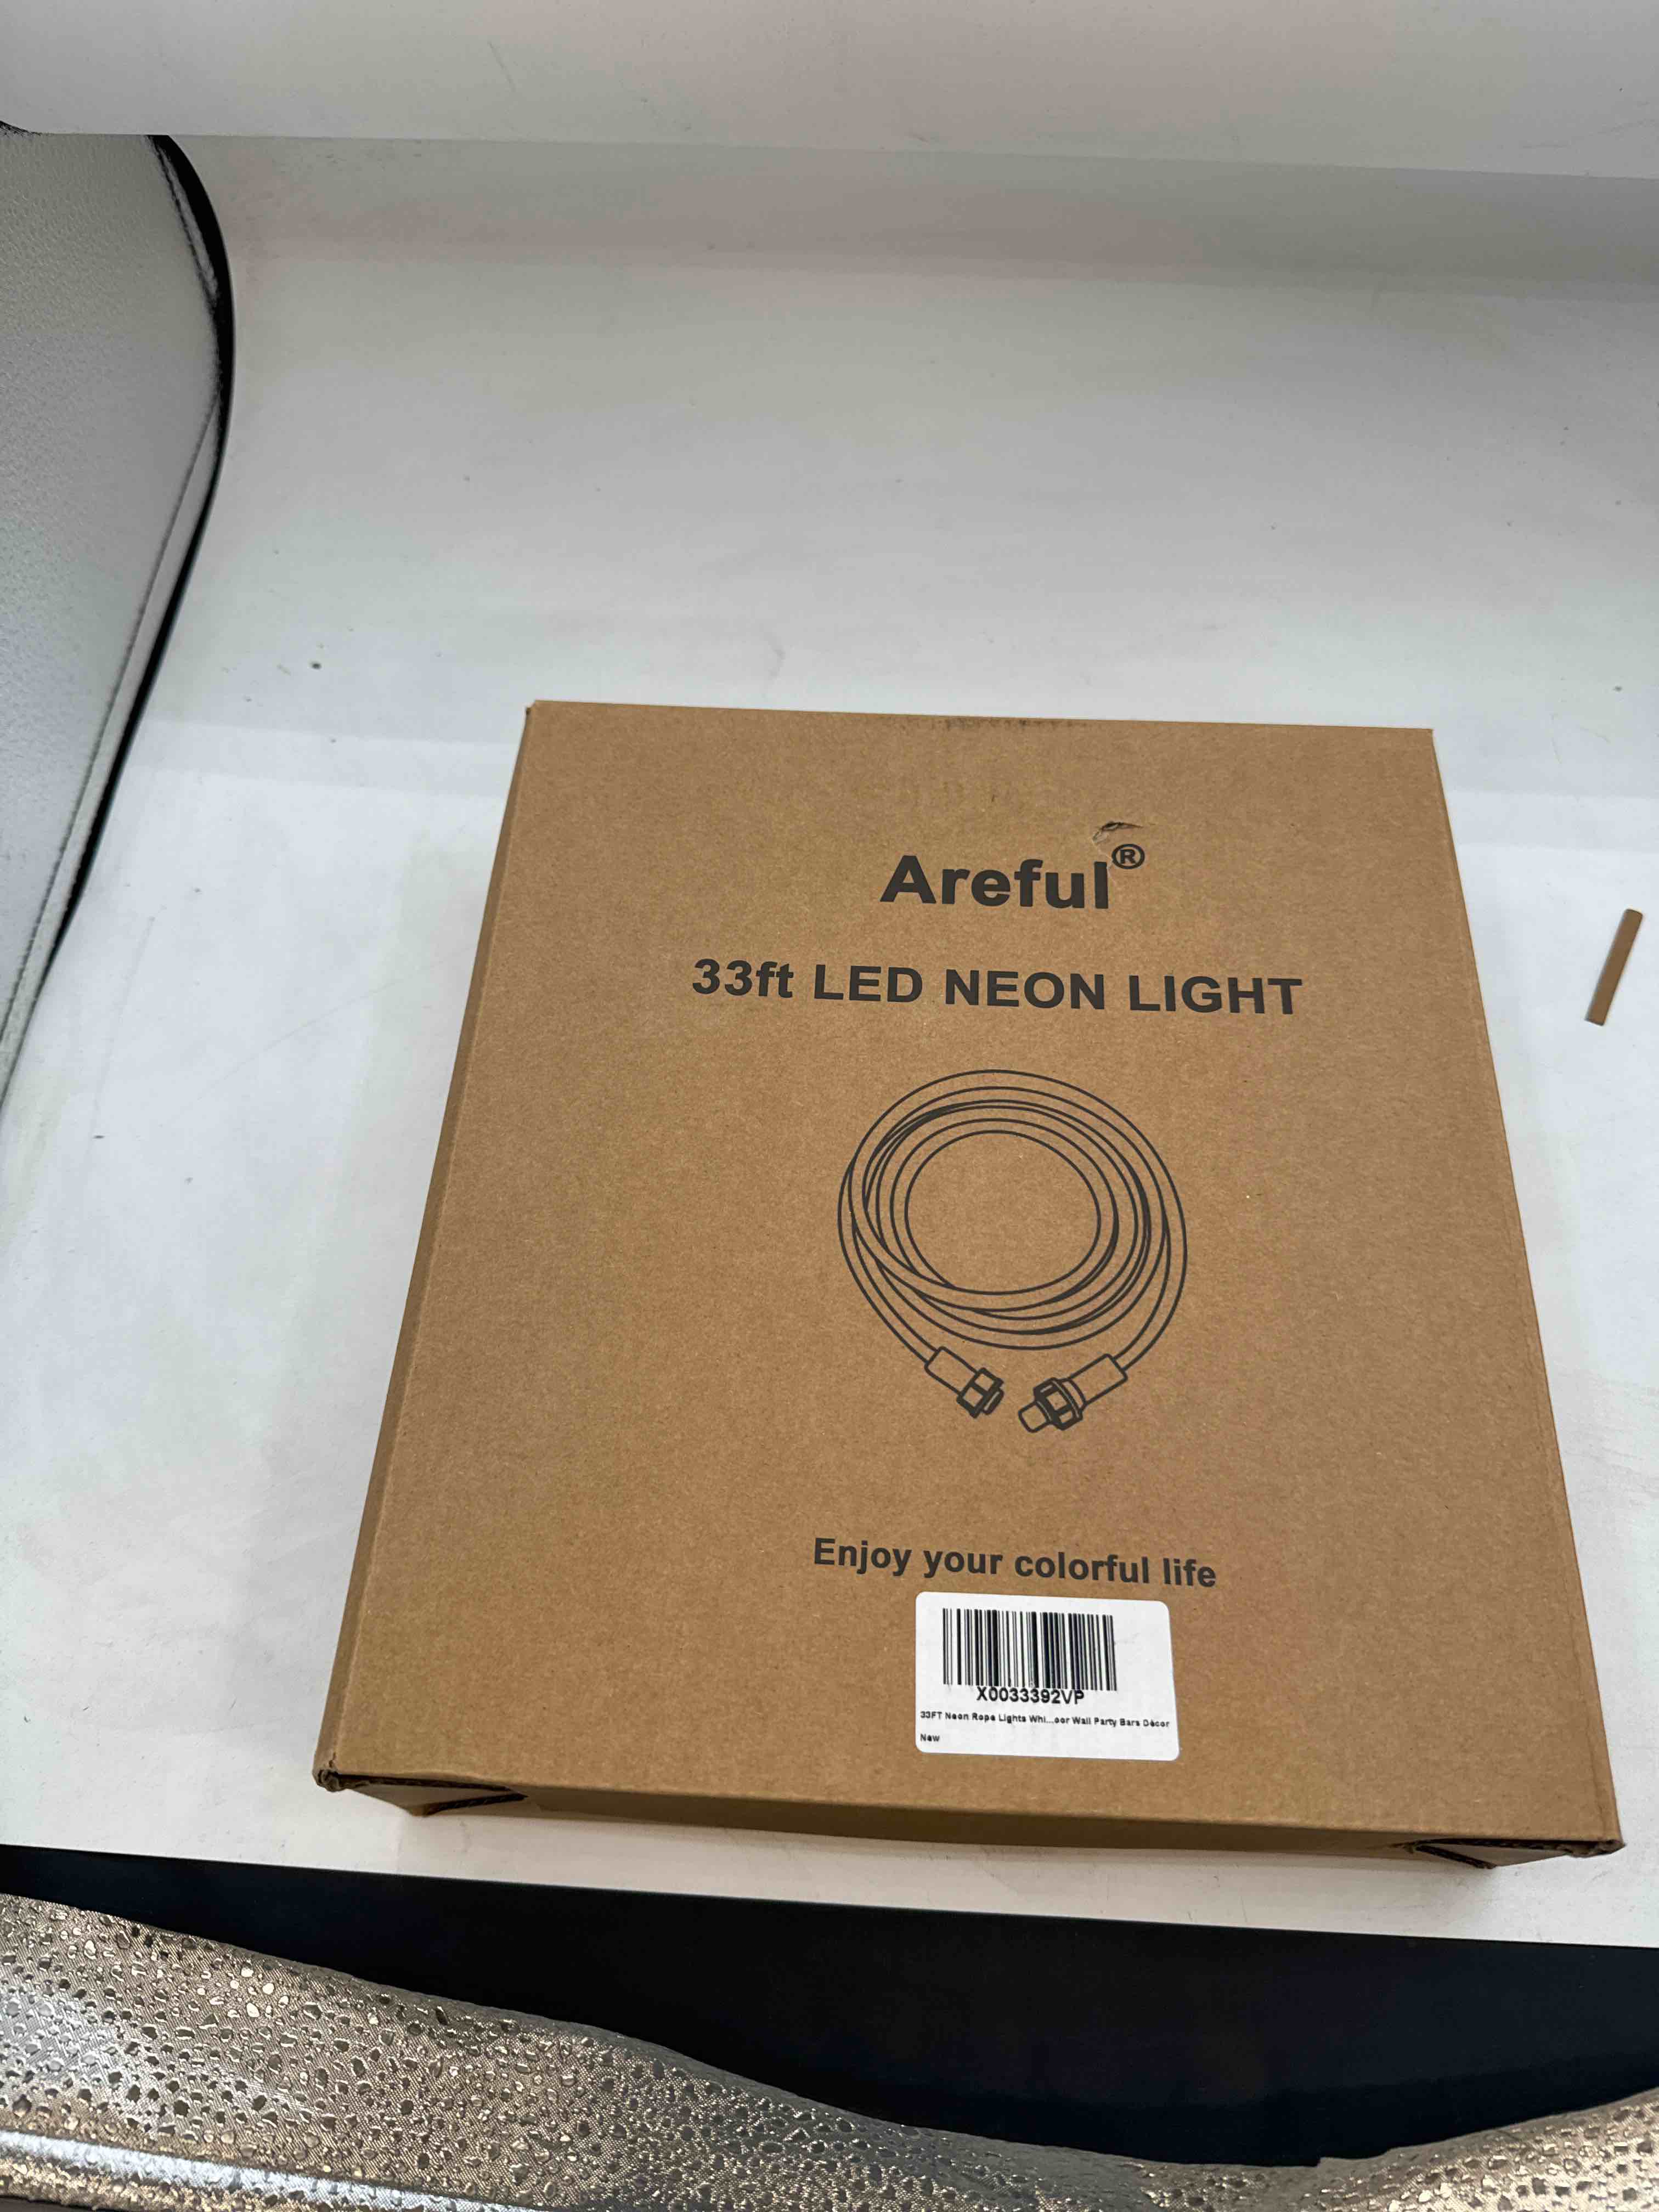 Areful®
33ft LED NEON LIGHT
Enjoy your colorful life
X0033392VP
33FT Neon Rope Lights Whi...oor Wall Party Bars Décor
New